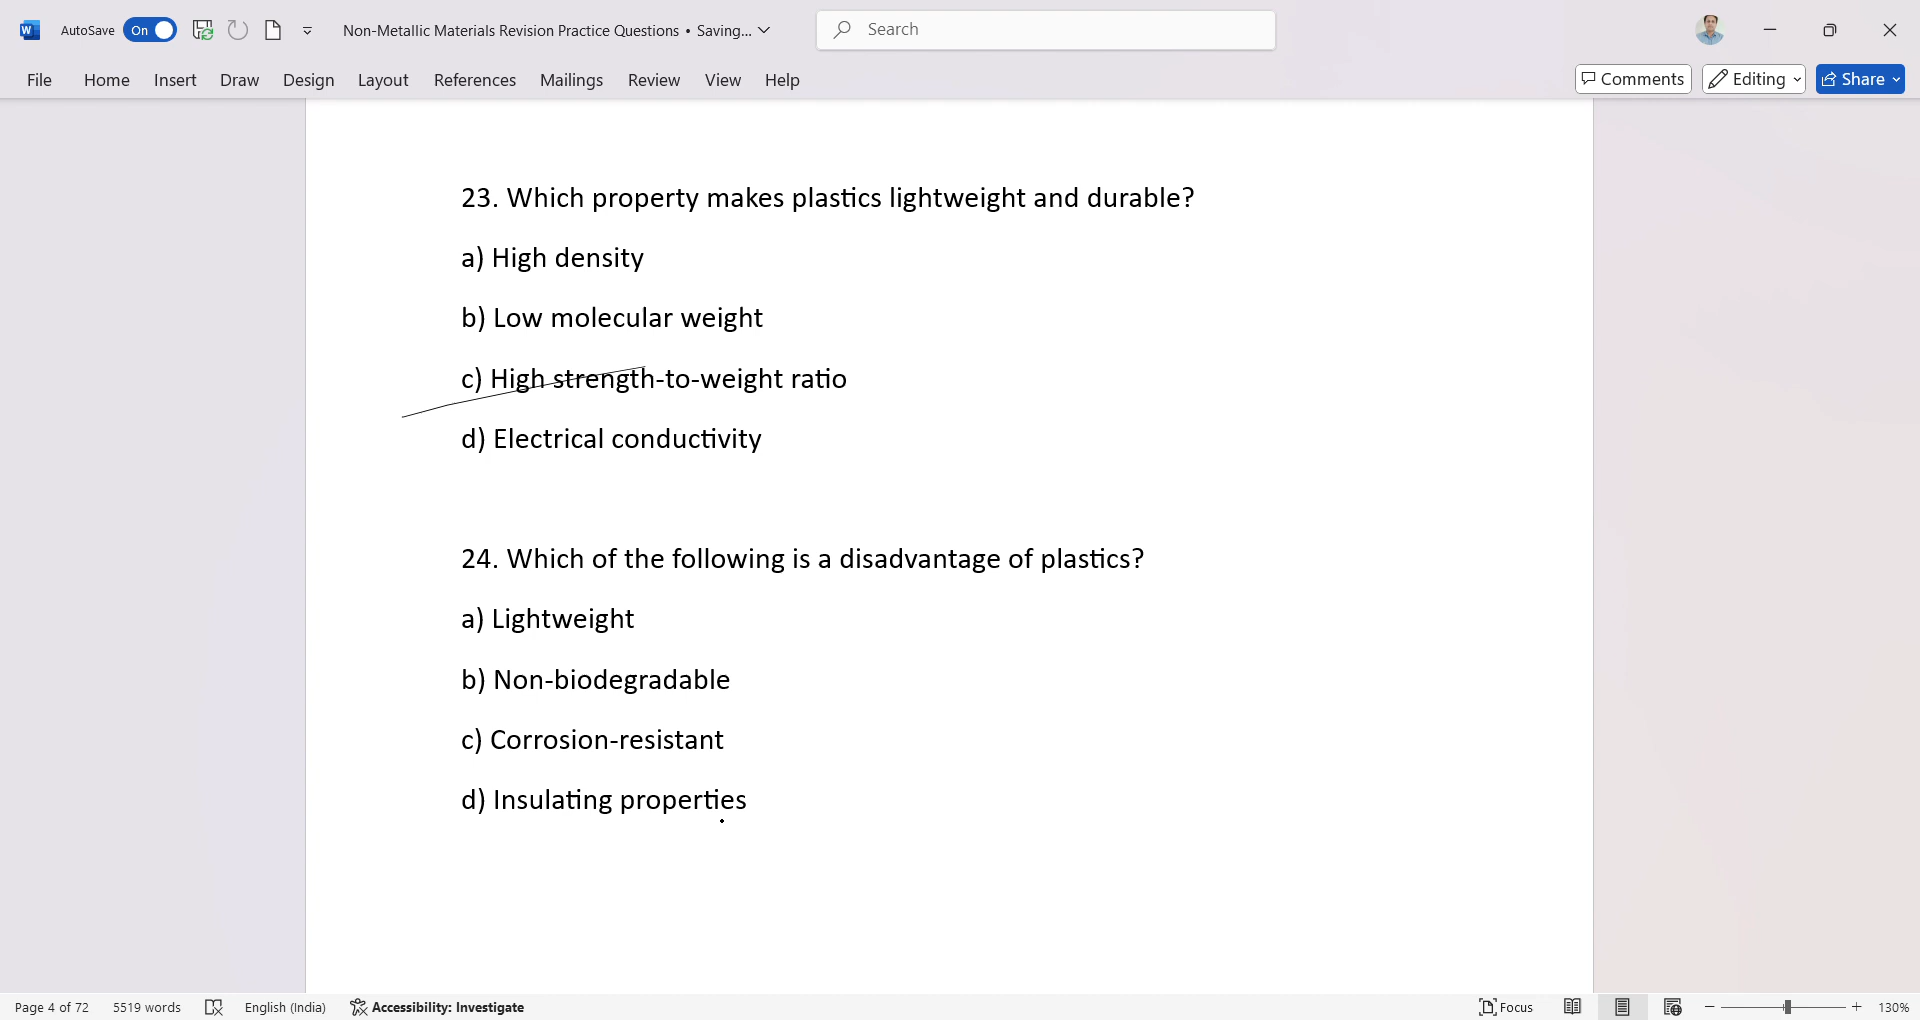 AutoSave On Non-Metallic Materials Revision Practice Questions • Saving... Search
File Home Insert Draw Design Layout References Mailings Review View Help Comments Editing Share
23. Which property makes plastics lightweight and durable?
a) High density
b) Low molecular weight
c) High strength-to-weight ratio
d) Electrical conductivity
24. Which of the following is a disadvantage of plastics?
a) Lightweight
b) Non-biodegradable
c) Corrosion-resistant
d) Insulating properties
Page 4 of 72 5519 words English (India) Accessibility: Investigate Focus 130%